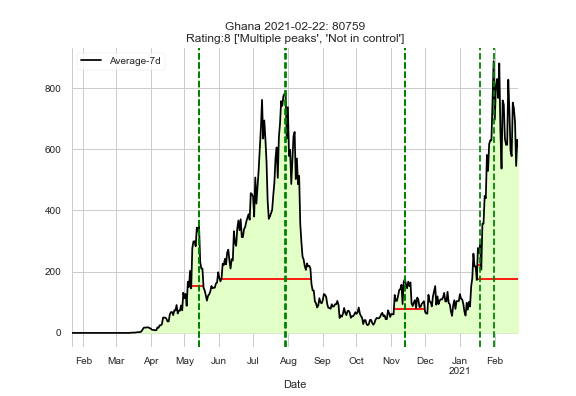 Ghana 2021-02-22: 80759
Rating:8 ['Multiple peaks', 'Not in control']
Average-7d
800
600
400
200
0
Feb Mar Apr May Jun Jul Aug Sep Oct Nov Dec Jan Feb
2021
Date